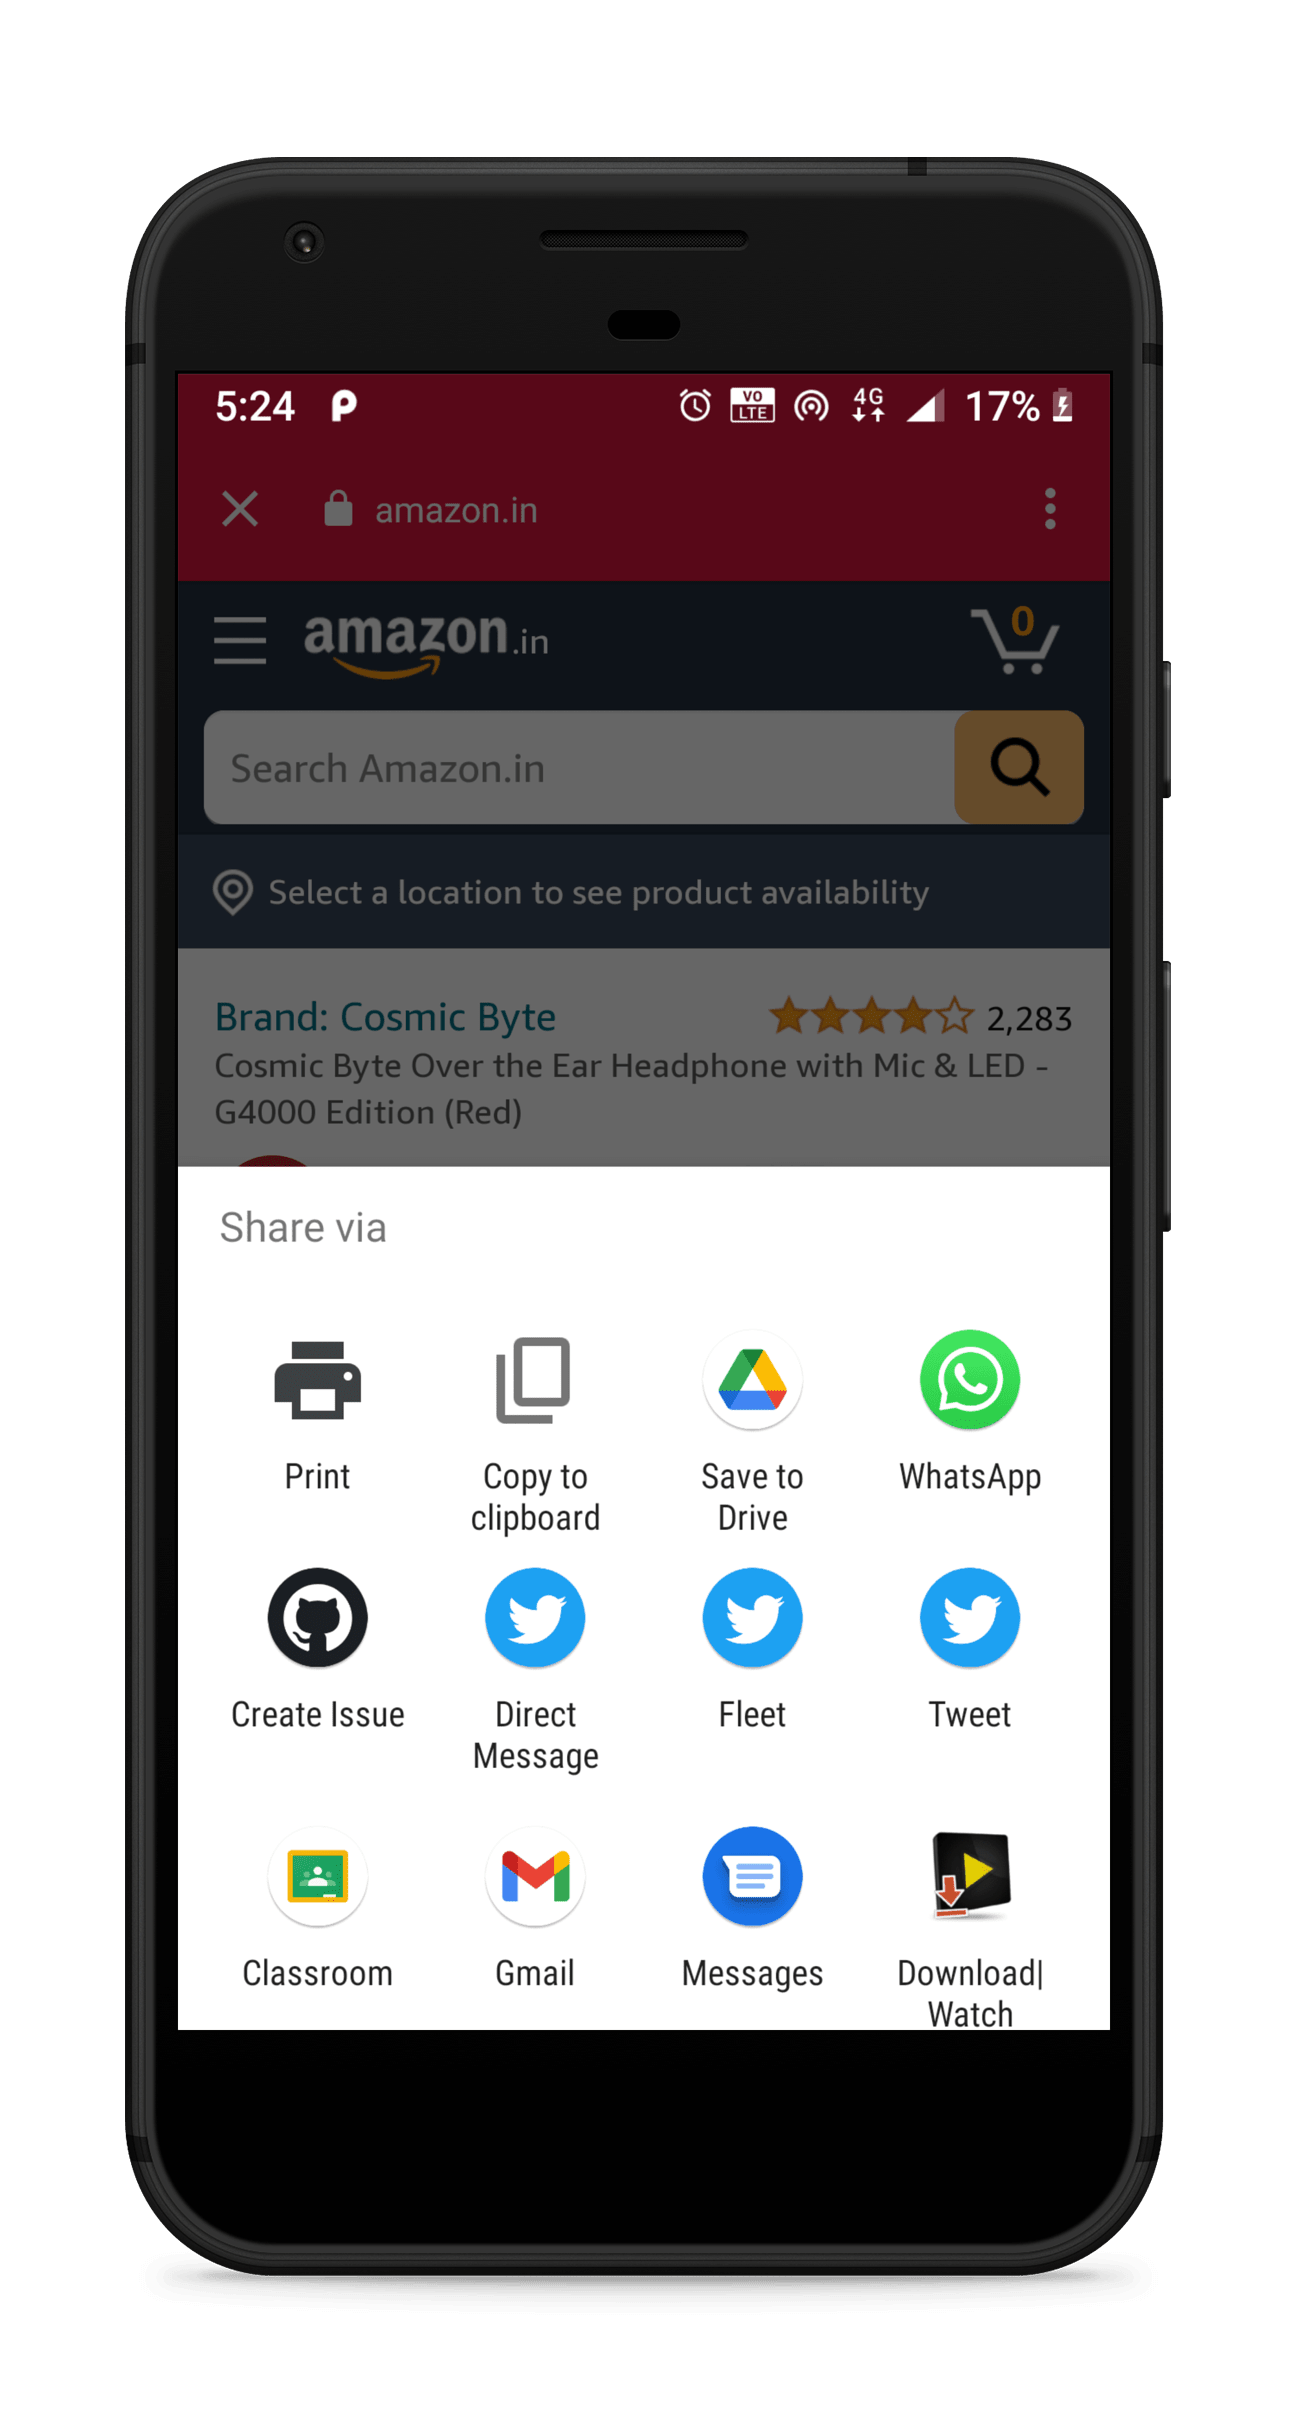 5:24 VO LTE 4G 17%
amazon.in
amazon.in 0
Search Amazon.in
Select a location to see product availability
Brand: Cosmic Byte 2,283
Cosmic Byte Over the Ear Headphone with Mic & LED -
G4000 Edition (Red)
Share via
Print
Copy to
clipboard
Save to
Drive
WhatsApp
Create Issue
Direct
Message
Fleet
Tweet
Classroom
Gmail
Messages
Download|
Watch